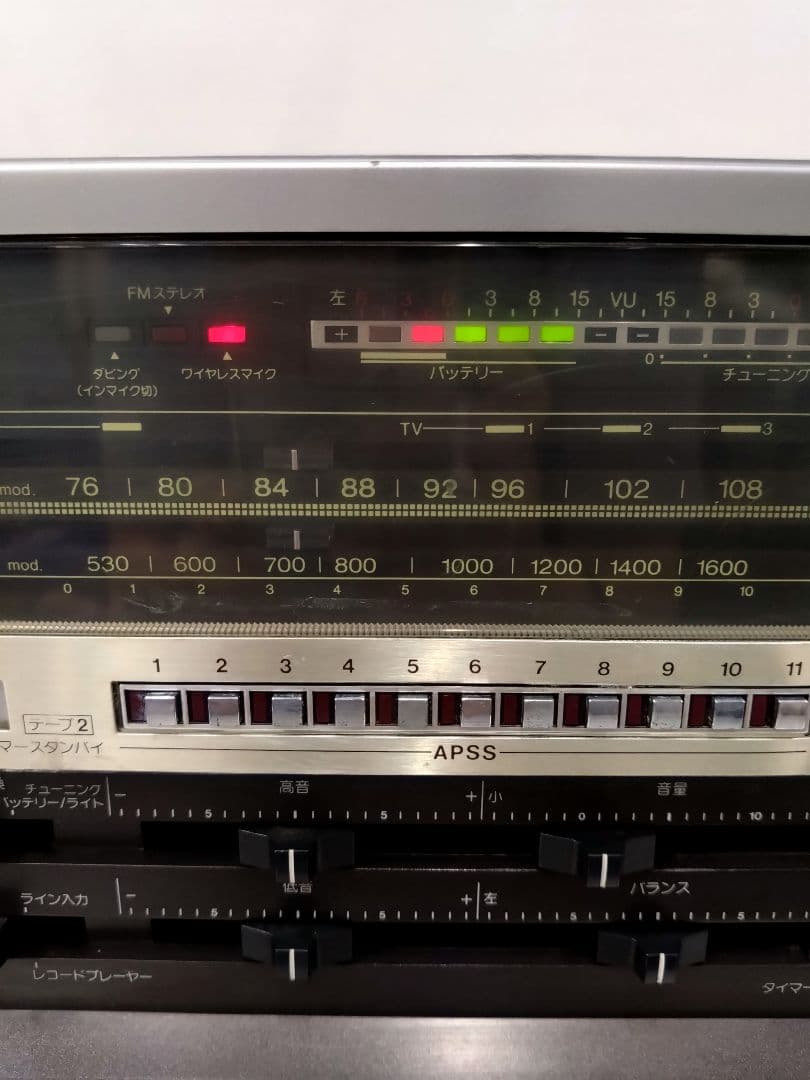 FMステレオ
左 6 3 0 3 8 15 VU 15 8 3 0
+ - -
ダビング
(インマイク切)
ワイヤレスマイク
バッテリー
0
チューニング
TV 1 2 3
mod. 76 80 84 88 92 96 102 108
mod. 530 600 700 800 1000 1200 1400 1600
0 1 2 3 4 5 6 7 8 9 10
1 2 3 4 5 6 7 8 9 10 11
テープ2
マースタンバイ
APSS
チューニング
バッテリー/ライト
- 高音 + 小 音量
5 5 0 10
ライン入力
- 低音 + 左 バランス
5 5 5 5
レコードプレーヤー
タイマー